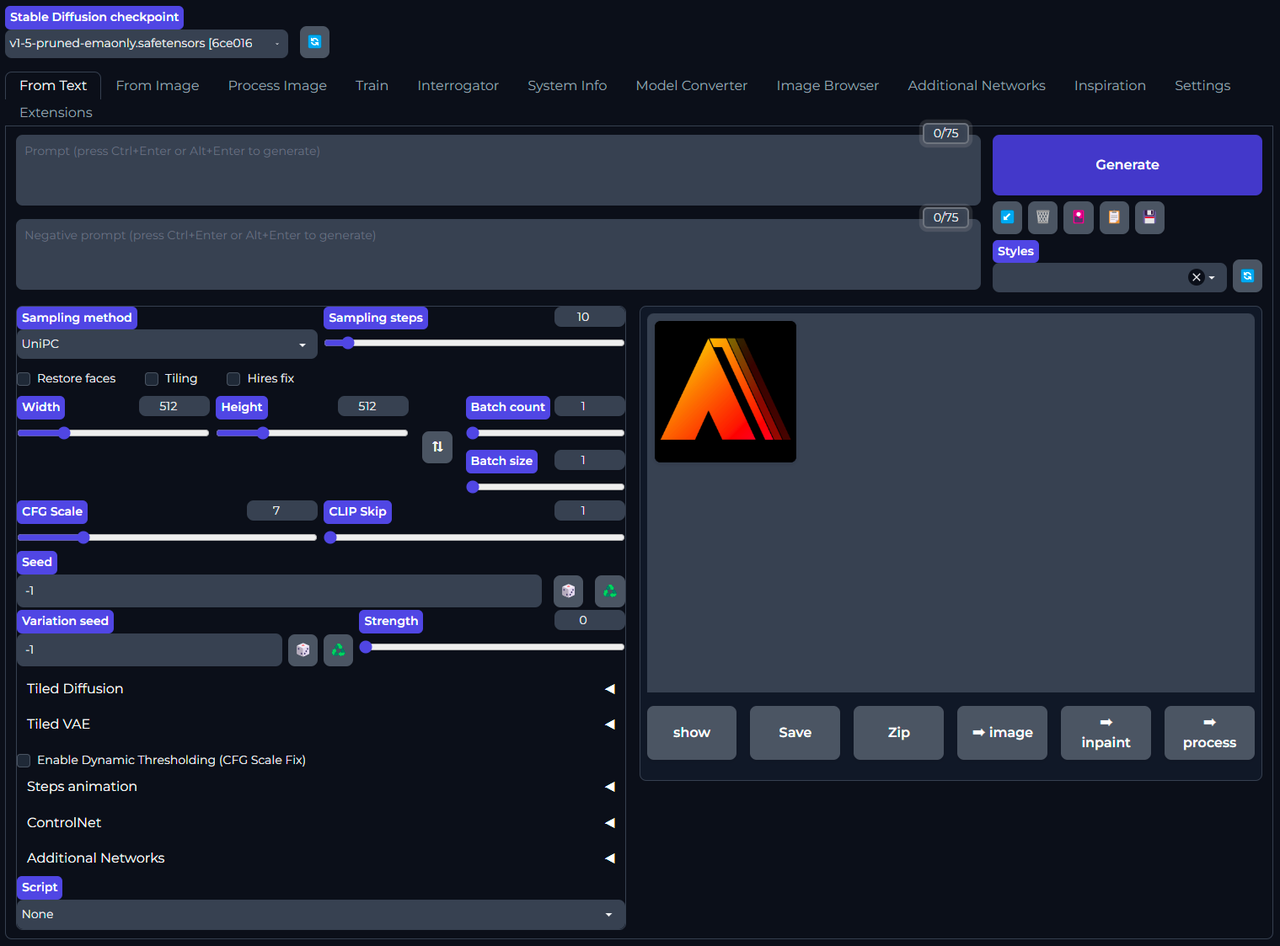 Stable Diffusion checkpoint
v1-5-pruned-emaonly.safetensors [6ce016
From Text From Image Process Image Train Interrogator System Info Model Converter Image Browser Additional Networks Inspiration Settings
Extensions
0/75
Prompt (press Ctrl+Enter or Alt+Enter to generate)
Generate
0/75
Negative prompt (press Ctrl+Enter or Alt+Enter to generate)
Styles
Sampling method
UniPC
Sampling steps 10
Restore faces Tiling Hires fix
Width 512 Height 512 Batch count 1
Batch size 1
CFG Scale 7 CLIP Skip 1
Seed
-1
Variation seed
-1
Strength 0
Tiled Diffusion
Tiled VAE
Enable Dynamic Thresholding (CFG Scale Fix)
Steps animation
ControlNet
Additional Networks
Script
None
show Save Zip ➡ image ➡ inpaint ➡ process